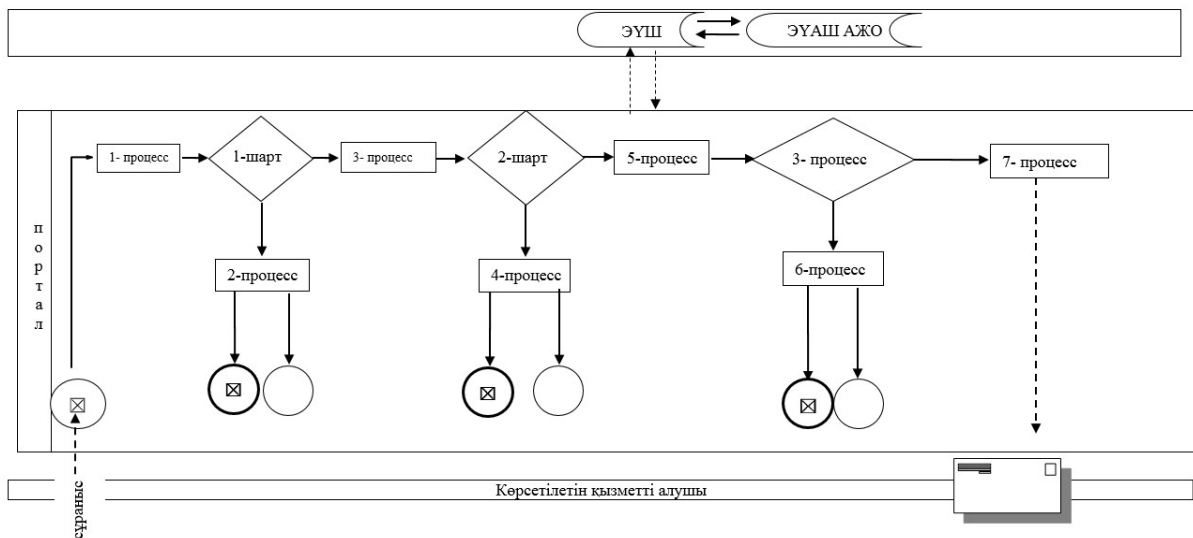 ЭҮШ
ЭҮАШ АЖО
1- процесс
1-шарт
3- процесс
2-шарт
5-процесс
3- процесс
7- процесс
2-процесс
4-процесс
6-процесс
портал
сұраныс
Көрсетілетін қызметті алушы